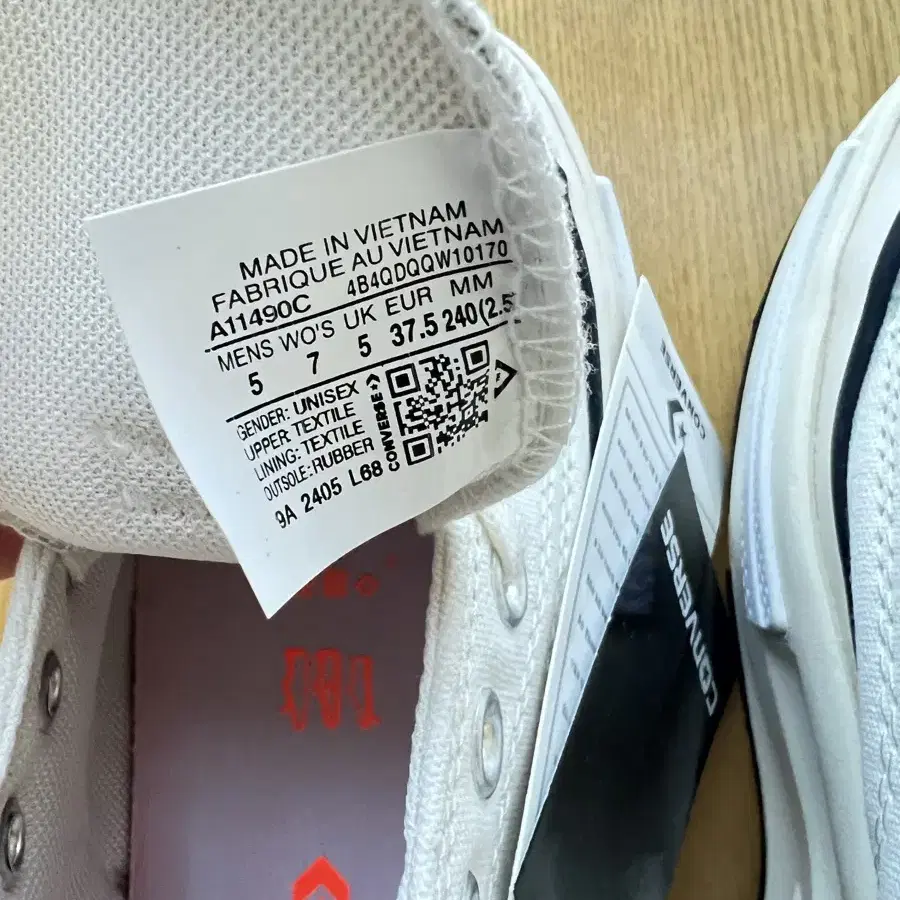 MADE IN VIETNAM
FABRIQUE AU VIETNAM
A11490C 4B4QDQQW10170
MENS WO'S UK EUR MM
5 7 5 37.5 240(2.5
GENDER: UNISEX
UPPER: TEXTILE
LINING: TEXTILE
OUTSOLE: RUBBER
9A 2405 L68
CONVERSE
CONVERSE
CONVERSE